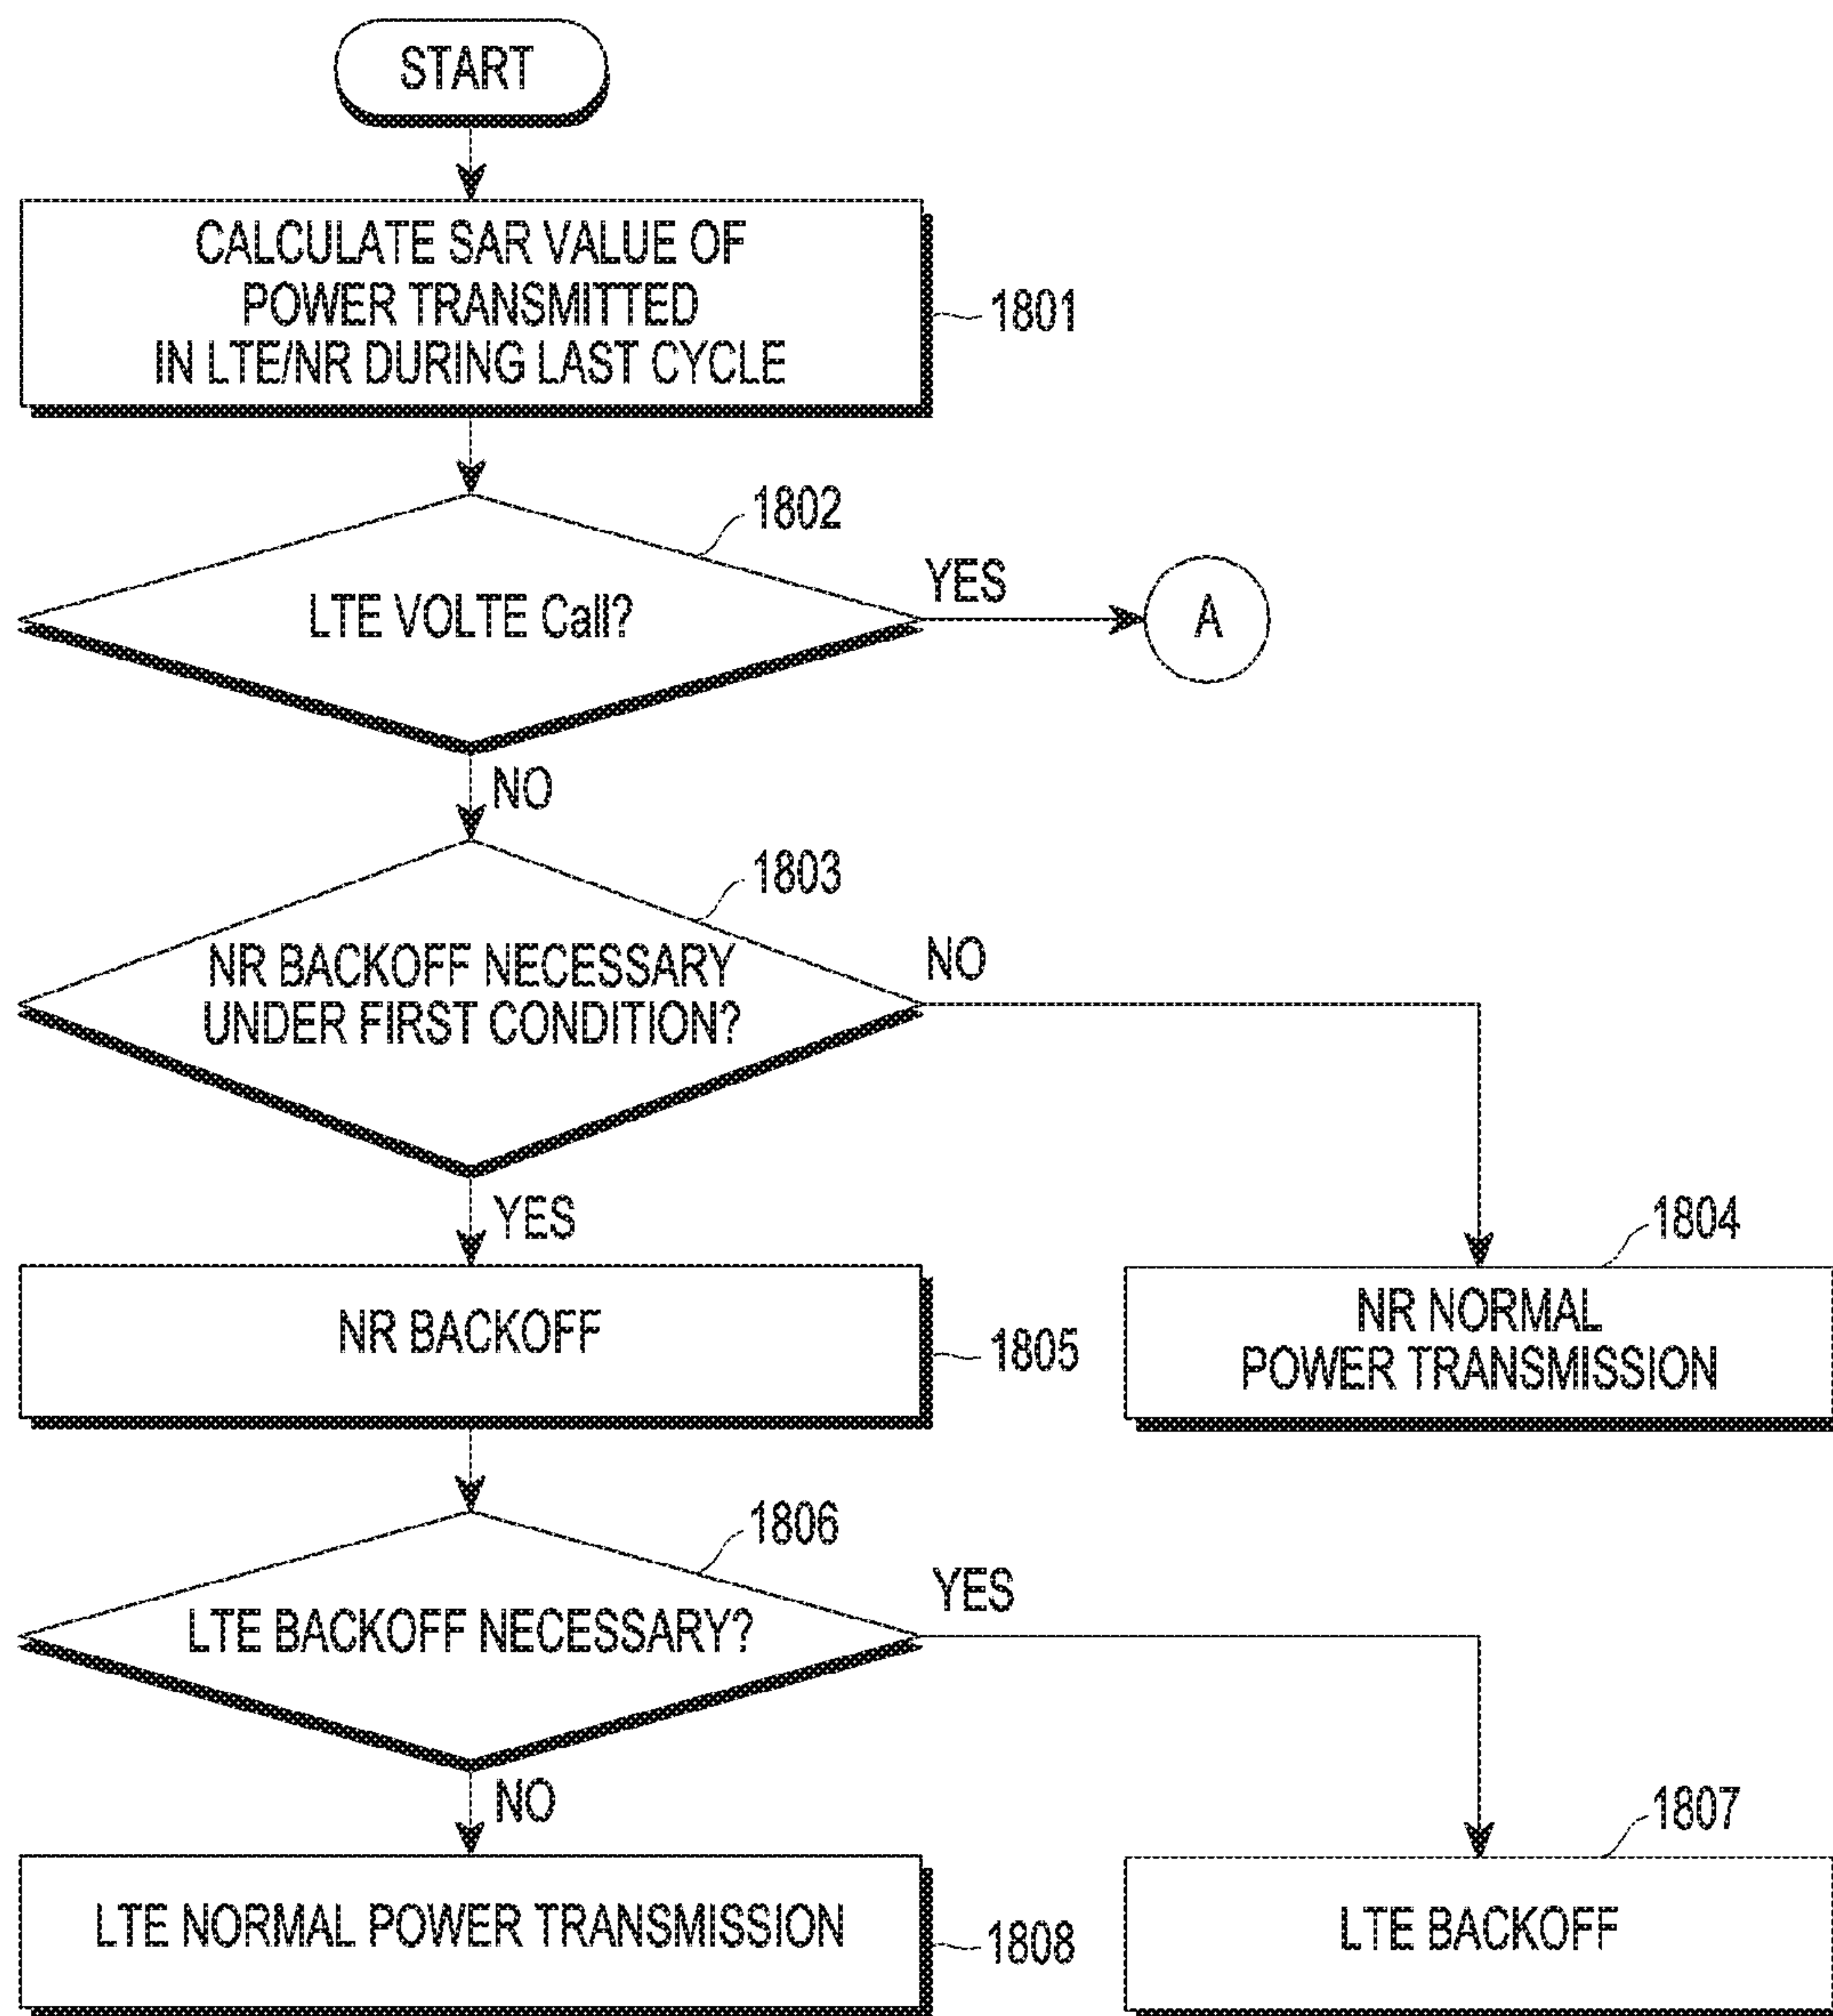 START
CALCULATE SAR VALUE OF
POWER TRANSMITTED
IN LTE/NR DURING LAST CYCLE
1801
1802
LTE VOLTE Call?
YES
A
NO
1803
NR BACKOFF NECESSARY
UNDER FIRST CONDITION?
NO
YES
1804
NR BACKOFF
1805
NR NORMAL
POWER TRANSMISSION
1806
LTE BACKOFF NECESSARY?
YES
NO
1807
LTE NORMAL POWER TRANSMISSION
1808
LTE BACKOFF